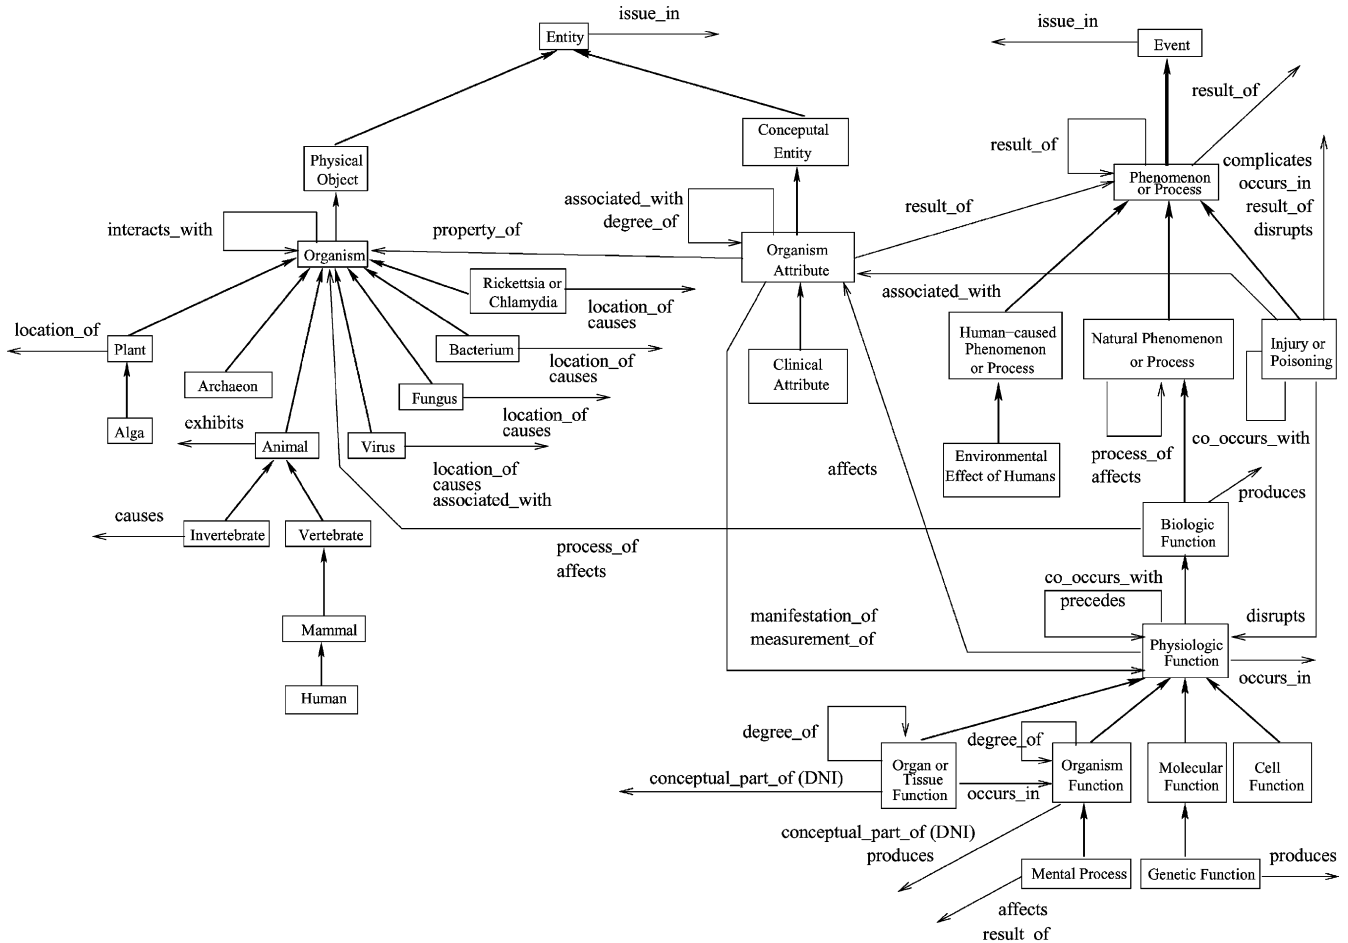 issue_in
Entity
issue_in
Event
result_of
result_of
Conceputal
Entity
Physical
Object
complicates
occurs_in
result_of
disrupts
Phenomenon
or Process
associated_with
degree_of
result_of
interacts_with
property_of
Organism
Organism
Attribute
Rickettsia or
Chlamydia
associated_with
location_of
causes
location_of
Plant
Bacterium
location_of
causes
Clinical
Attribute
Human-caused
Phenomenon
or Process
Natural Phenomenon
or Process
Injury or
Poisoning
Archaeon
Fungus
location_of
causes
exhibits
Alga
Animal
Virus
location_of
causes
associated_with
affects
co_occurs_with
Environmental
Effect of Humans
process_of
affects
produces
causes
Invertebrate
Vertebrate
Biologic
Function
process_of
affects
co_occurs_with
precedes
manifestation_of
measurement_of
disrupts
Mammal
Physiologic
Function
occurs_in
Human
degree_of
degree_of
conceptual_part_of (DNI)
Organ or
Tissue
Function
occurs_in
Organism
Function
Molecular
Function
Cell
Function
conceptual_part_of (DNI)
produces
Mental Process
Genetic Function
produces
affects
result_of